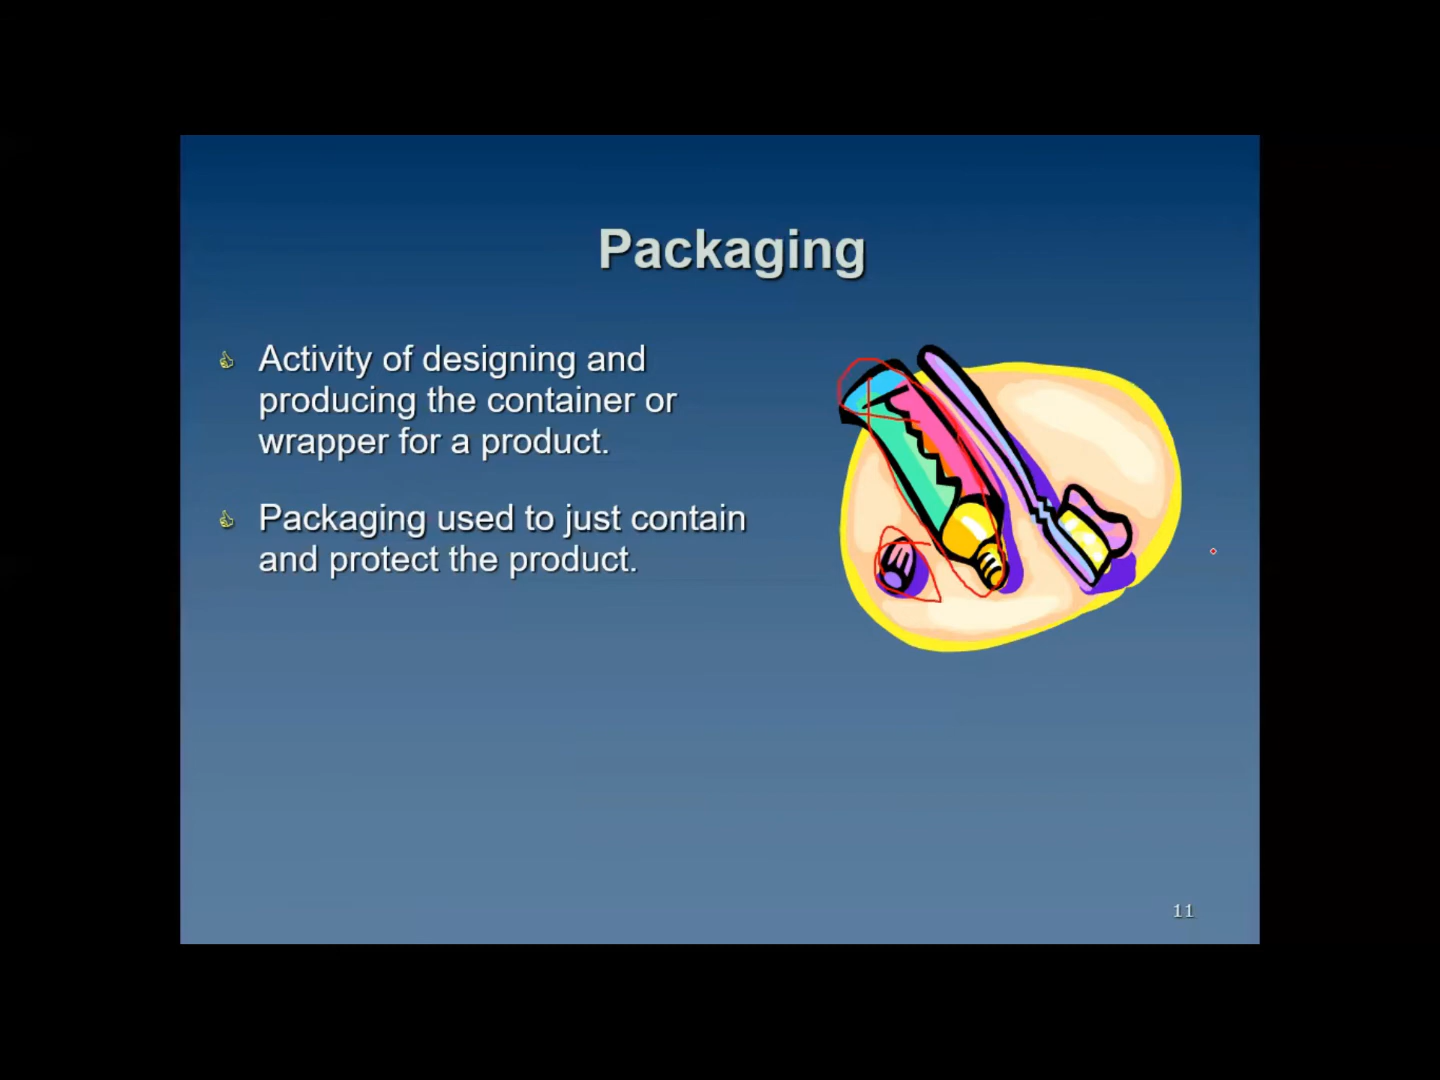 Packaging
Activity of designing and
producing the container or
wrapper for a product.
Packaging used to just contain
and protect the product.
11